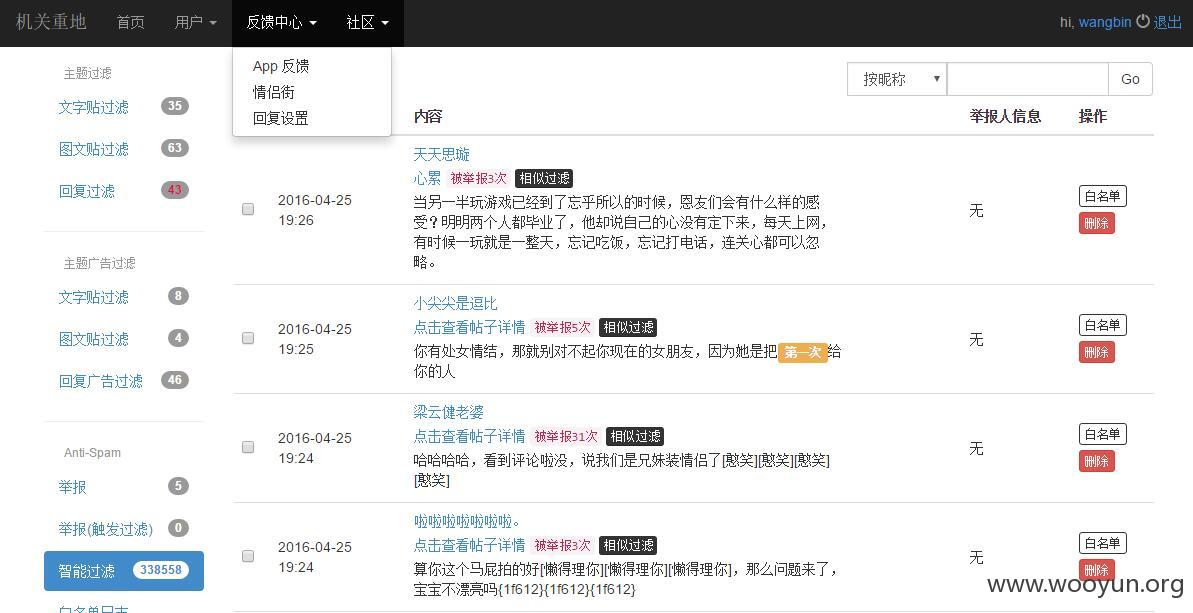 机关重地 首页 用户 反馈中心 社区 hi, wangbin 退出
App 反馈
情侣街
回复设置
主题过滤
文字贴过滤 35
图文贴过滤 63
回复过滤 43
主题广告过滤
文字贴过滤 8
图文贴过滤 4
回复广告过滤 46
Anti-Spam
举报 5
举报(触发过滤) 0
智能过滤 338558
白名单日志
按昵称 Go
内容 举报人信息 操作
天天思璇
心累 被举报3次 相似过滤
2016-04-25
19:26
当另一半玩游戏已经到了忘乎所以的时候，恩友们会有什么样的感
受？明明两个人都毕业了，他却说自己的心没有定下来，每天上网，
有时候一玩就是一整天，忘记吃饭，忘记打电话，连关心都可以忽
略。
无
白名单
删除
小尖尖是逗比
点击查看帖子详情 被举报5次 相似过滤
2016-04-25
19:25
你有处女情结，那就别对不起你现在的女朋友，因为她是把第一次给
你的人
无
白名单
删除
梁云健老婆
点击查看帖子详情 被举报31次 相似过滤
2016-04-25
19:24
哈哈哈哈，看到评论啦没，说我们是兄妹装情侣了[憨笑][憨笑][憨笑]
[憨笑]
无
白名单
删除
啦啦啦啦啦啦啦。
点击查看帖子详情 被举报3次 相似过滤
2016-04-25
19:24
算你这个马屁拍的好[懒得理你][懒得理你][懒得理你]，那么问题来了，
宝宝不漂亮吗{1f612}{1f612}{1f612}
无
白名单
删除
www.wooyun.org